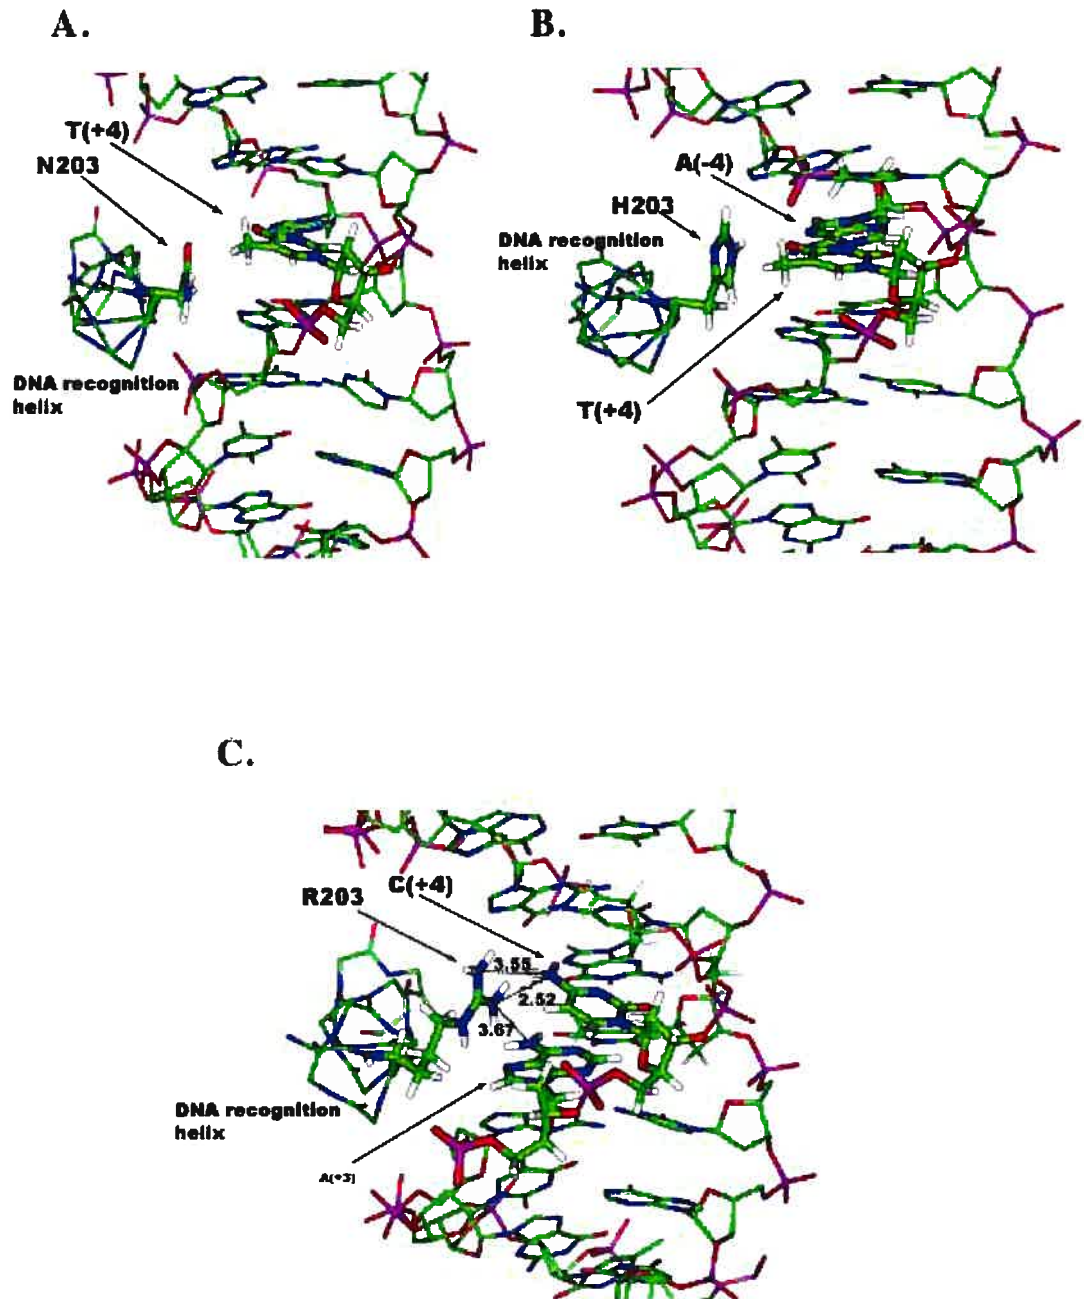 A.
B.
T(+4)
N203
DNA recognition
helix
A(-4)
H203
DNA recognition
helix
T(+4)
C.
C(+4)
R203
3.55
2.52
3.67
DNA recognition
helix
A(+3)